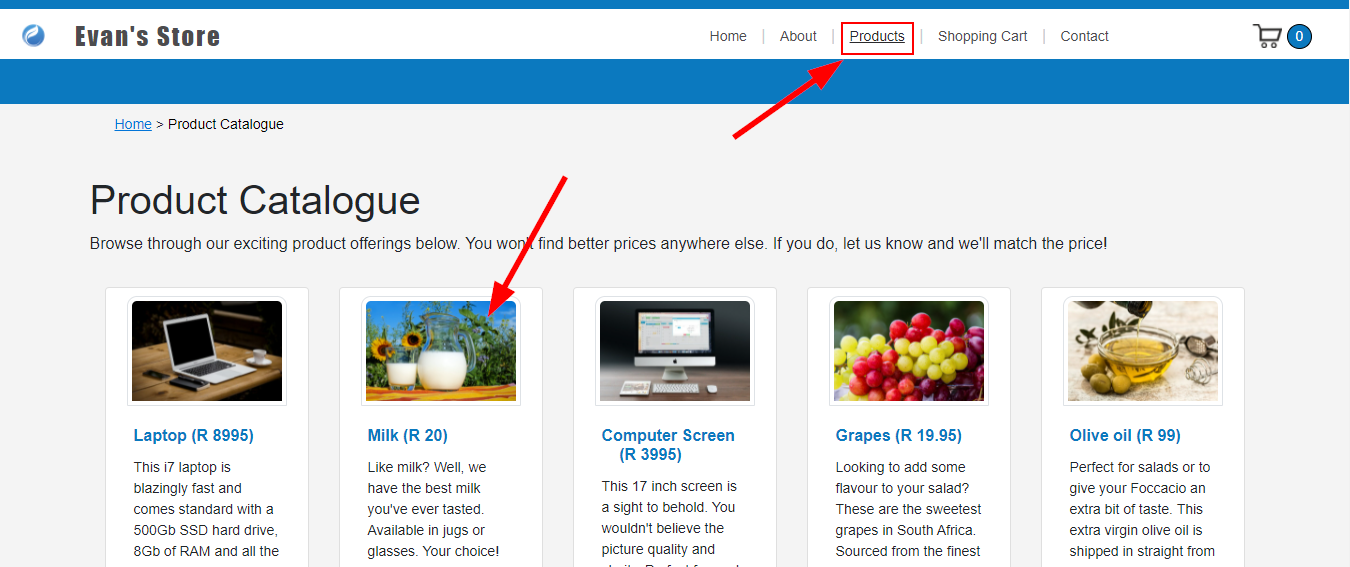 Evan's Store
Home | About | Products | Shopping Cart | Contact
0
Home > Product Catalogue
Product Catalogue
Browse through our exciting product offerings below. You won't find better prices anywhere else. If you do, let us know and we'll match the price!
Laptop (R 8995)
This i7 laptop is
blazingly fast and
comes standard with a
500Gb SSD hard drive,
8Gb of RAM and all the
Milk (R 20)
Like milk? Well, we
have the best milk
you've ever tasted.
Available in jugs or
glasses. Your choice!
Computer Screen
(R 3995)
This 17 inch screen is
a sight to behold. You
wouldn't believe the
picture quality and
Grapes (R 19.95)
Looking to add some
flavour to your salad?
These are the sweetest
grapes in South Africa.
Sourced from the finest
Olive oil (R 99)
Perfect for salads or to
give your Foccacio an
extra bit of taste. This
extra virgin olive oil is
shipped in straight from